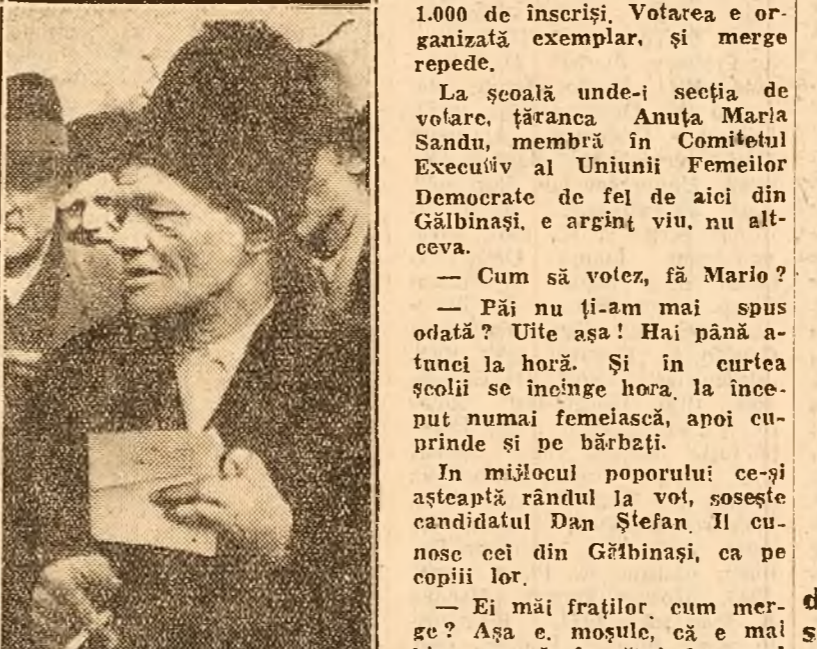 1.000 de înscriși. Votarea e or-
ganizată exemplar, și merge
repede.
La școală unde-i secția de
votare, țăranca Anuța Maria
Sandu, membră în Comitetul
Executiv al Uniunii Femeilor
Democrate de fel de aici din
Gălbinași, e argint viu, nu alt-
ceva.
— Cum să votez, fă Mario?
— Păi nu ți-am mai spus
odată? Uite așa! Hai până a-
tunci la horă. Și în curtea
școlii se încinge hora, la înce-
put numai femeiască, apoi cu-
prinde și pe bărbați.
In mijlocul poporului ce-și
așteaptă rândul la vot, sosește
candidatul Dan Ștefan. Il cu-
nosc cei din Gălbinași, ca pe
copiii lor.
— Ei măi fraților, cum mer-
ge? Așa e, moșule, că e mai